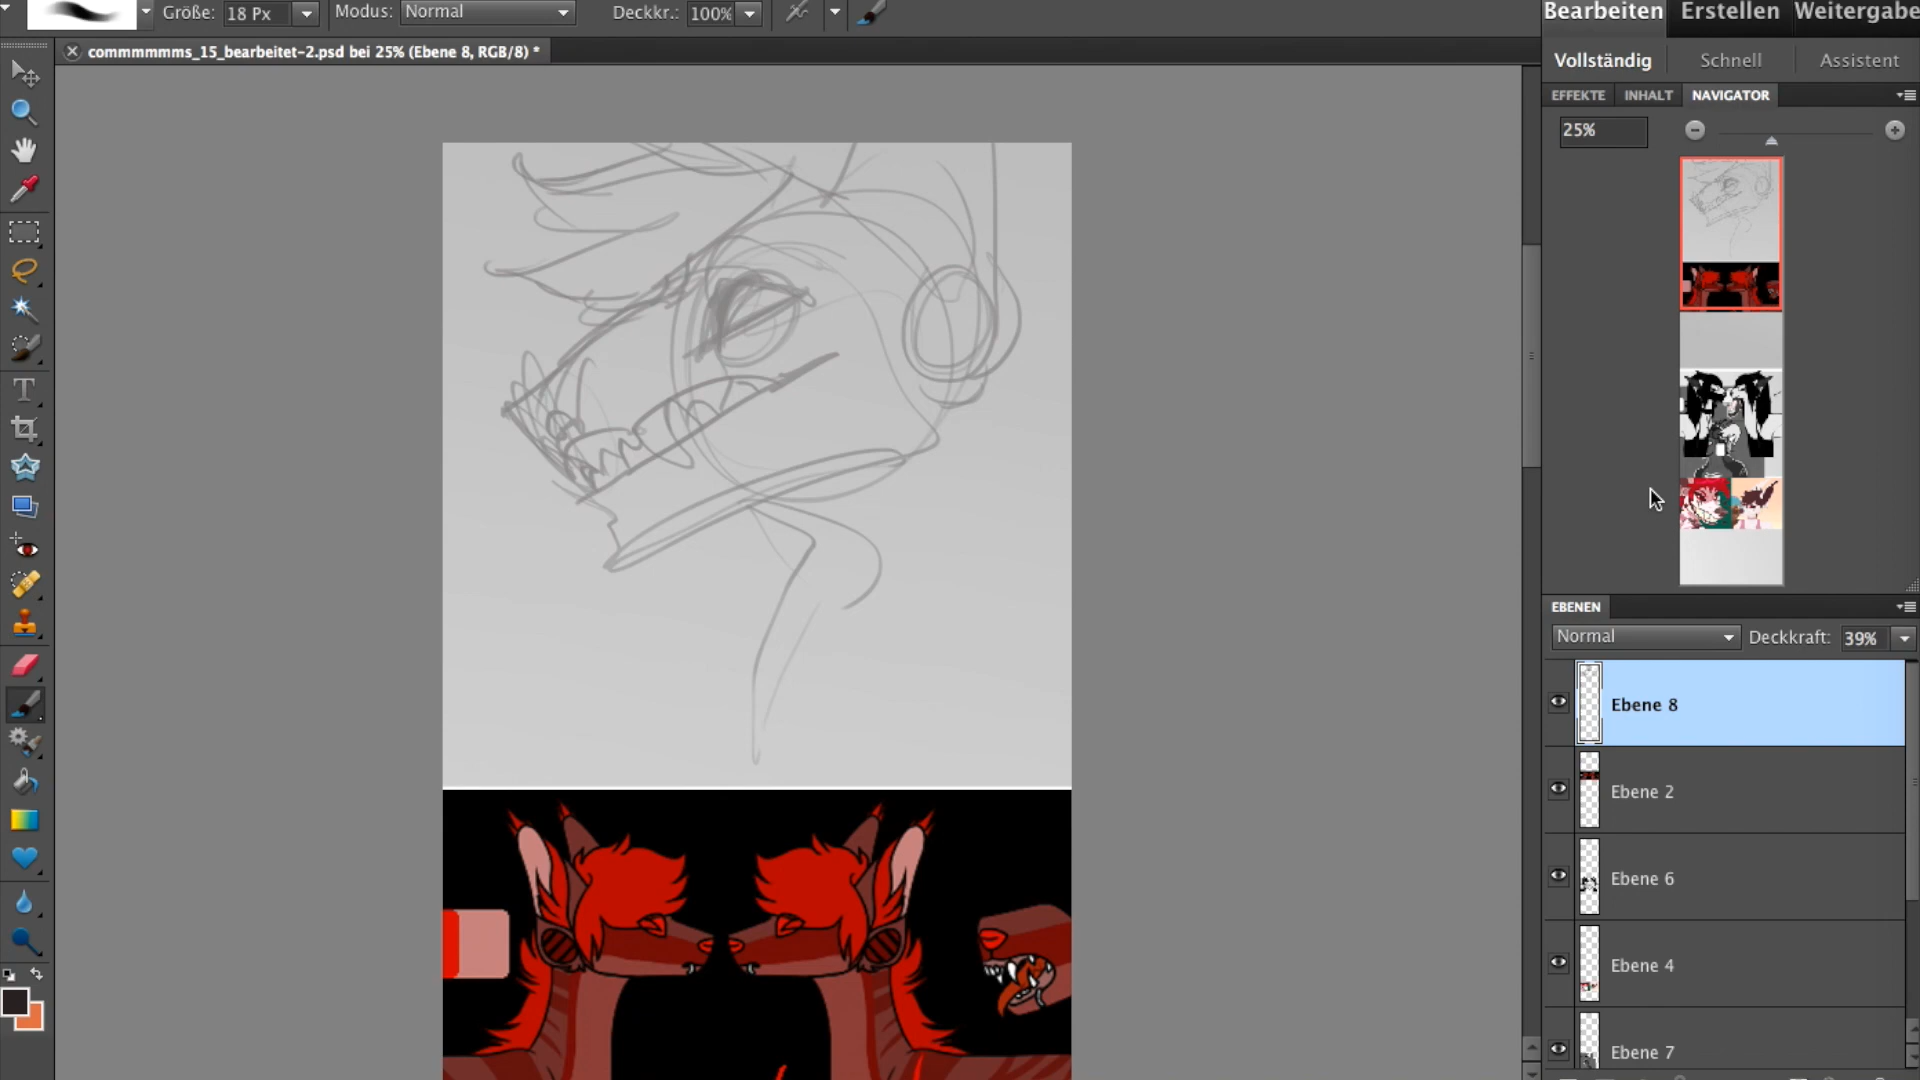 Größe: 18 Px Modus: Normal Deckkr.: 100% Bearbeiten Erstellen Weitergabe
commmmmms_15_bearbeitet-2.psd bei 25% (Ebene 8, RGB/8) *
Vollständig Schnell Assistent
EFFEKTE INHALT NAVIGATOR
25%
EBENEN
Normal Deckkraft: 39%
Ebene 8
Ebene 2
Ebene 6
Ebene 4
Ebene 7